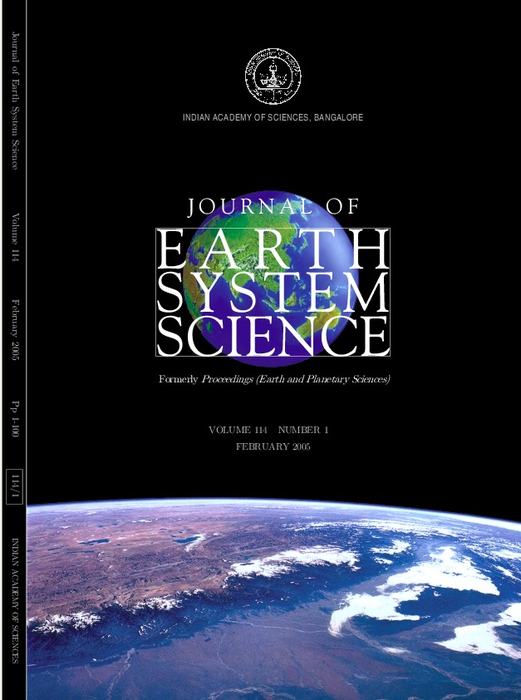 Journal of Earth System Science
Volume 114
February 2005
Pp 1-100
114/1
INDIAN ACADEMY OF SCIENCES
INDIAN ACADEMY OF SCIENCES, BANGALORE
JOURNAL OF
EARTH
SYSTEM
SCIENCE
Formerly Proceedings (Earth and Planetary Sciences)
VOLUME 114 NUMBER 1
FEBRUARY 2005